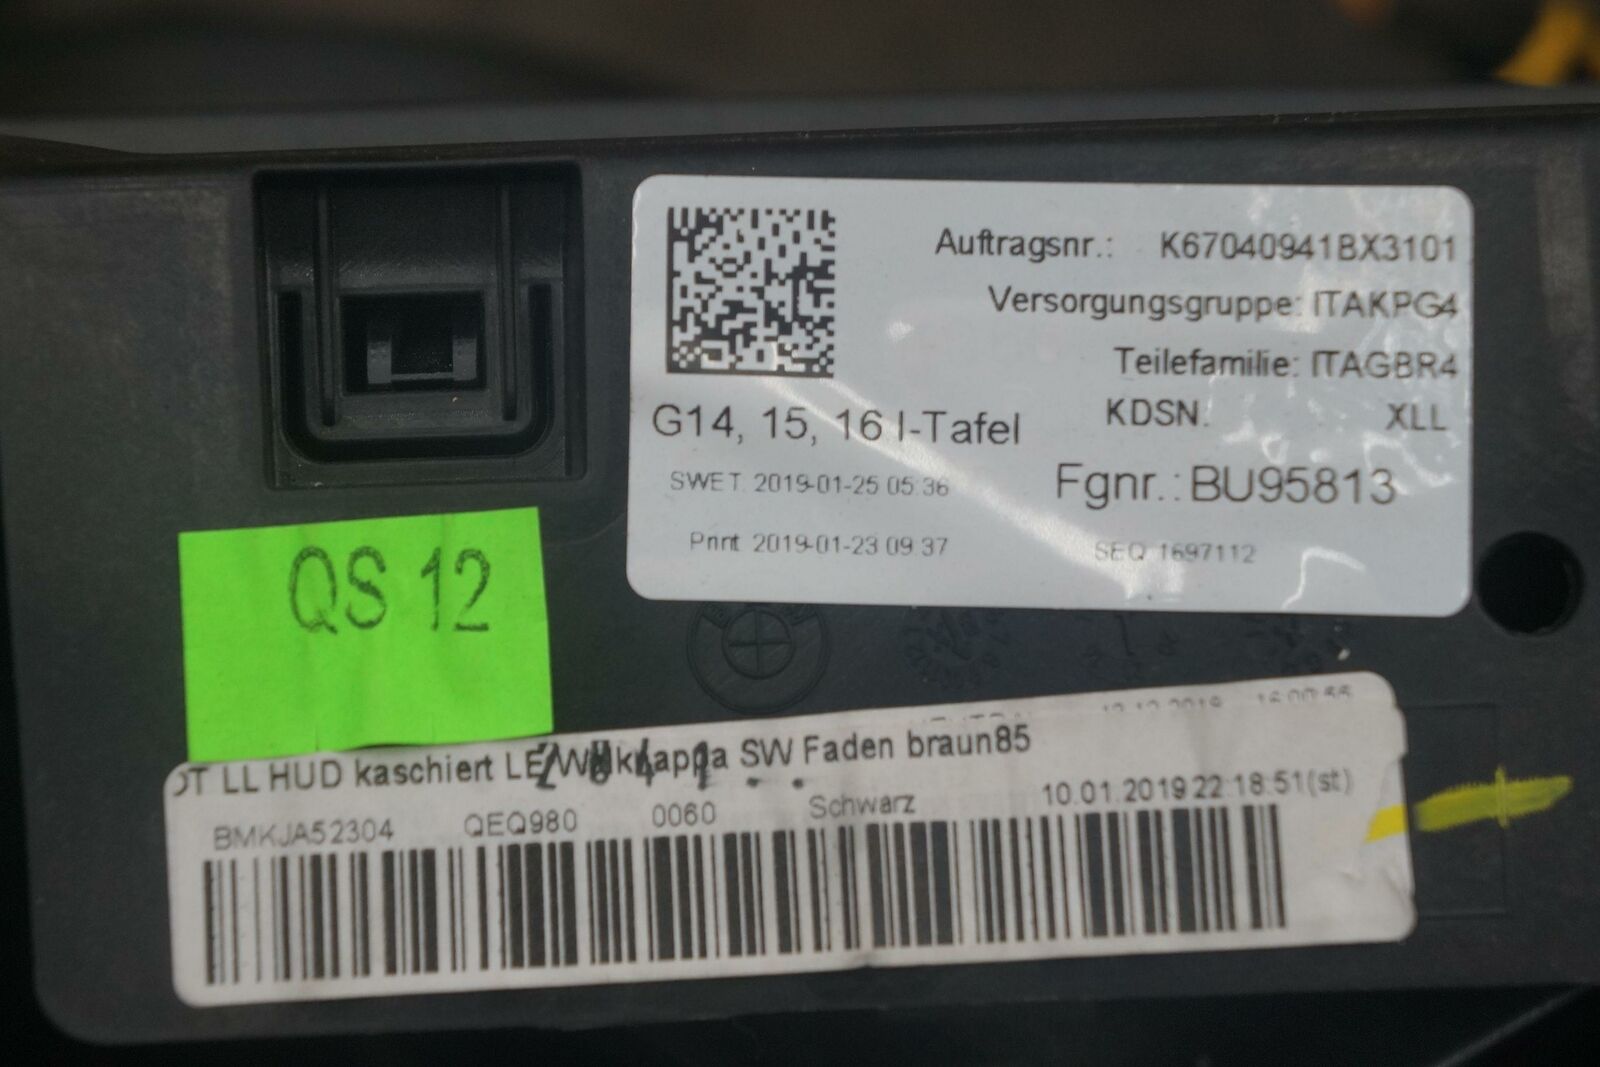 Auftragsnr.: K67040941BX3101
Versorgungsgruppe: ITAKPG4
Teilefamilie: ITAGBR4
KDSN. XLL
G14, 15, 16 I-Tafel
Fgnr.: BU95813
SWET. 2019-01-25 05:36
Print 2019-01-23 09:37
SEQ 1697112
QS 12
LL HUD kaschiert SW Faden braun85
BMKJA52304 QEQ980 0060 Schwarz 10.01.2019 22:18:51(st)